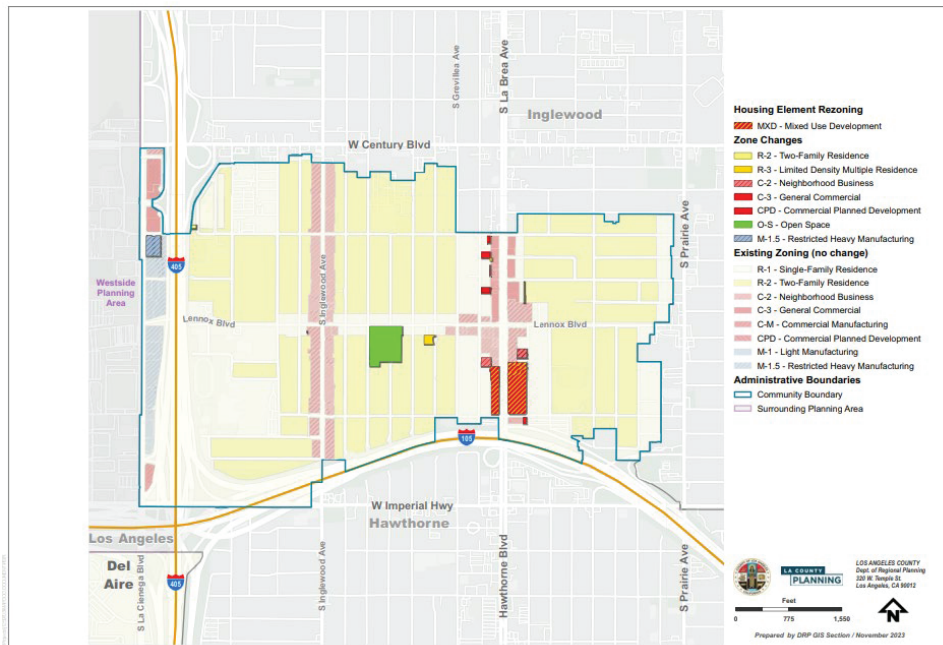 S Grevillea Ave
S La Brea Ave
Inglewood
W Century Blvd
S Prairie Ave
405
Westside
Planning
Area
S Inglewood Ave
Lennox Blvd
Lennox Blvd
105
W Imperial Hwy
Hawthorne
Los Angeles
Del
Aire
S La Cienega Blvd
405
S Inglewood Ave
Hawthorne Blvd
S Prairie Ave
Housing Element Rezoning
MXD - Mixed Use Development
Zone Changes
R-2 - Two-Family Residence
R-3 - Limited Density Multiple Residence
C-2 - Neighborhood Business
C-3 - General Commercial
CPD - Commercial Planned Development
O-S - Open Space
M-1.5 - Restricted Heavy Manufacturing
Existing Zoning (no change)
R-1 - Single-Family Residence
R-2 - Two-Family Residence
C-2 - Neighborhood Business
C-3 - General Commercial
C-M - Commercial Manufacturing
CPD - Commercial Planned Development
M-1 - Light Manufacturing
M-1.5 - Restricted Heavy Manufacturing
Administrative Boundaries
Community Boundary
Surrounding Planning Area
LA COUNTY
PLANNING
LOS ANGELES COUNTY
Dept. of Regional Planning
320 W. Temple St.
Los Angeles, CA 90012
Feet
0 775 1,550
N
Prepared by DRP GIS Section / November 2023